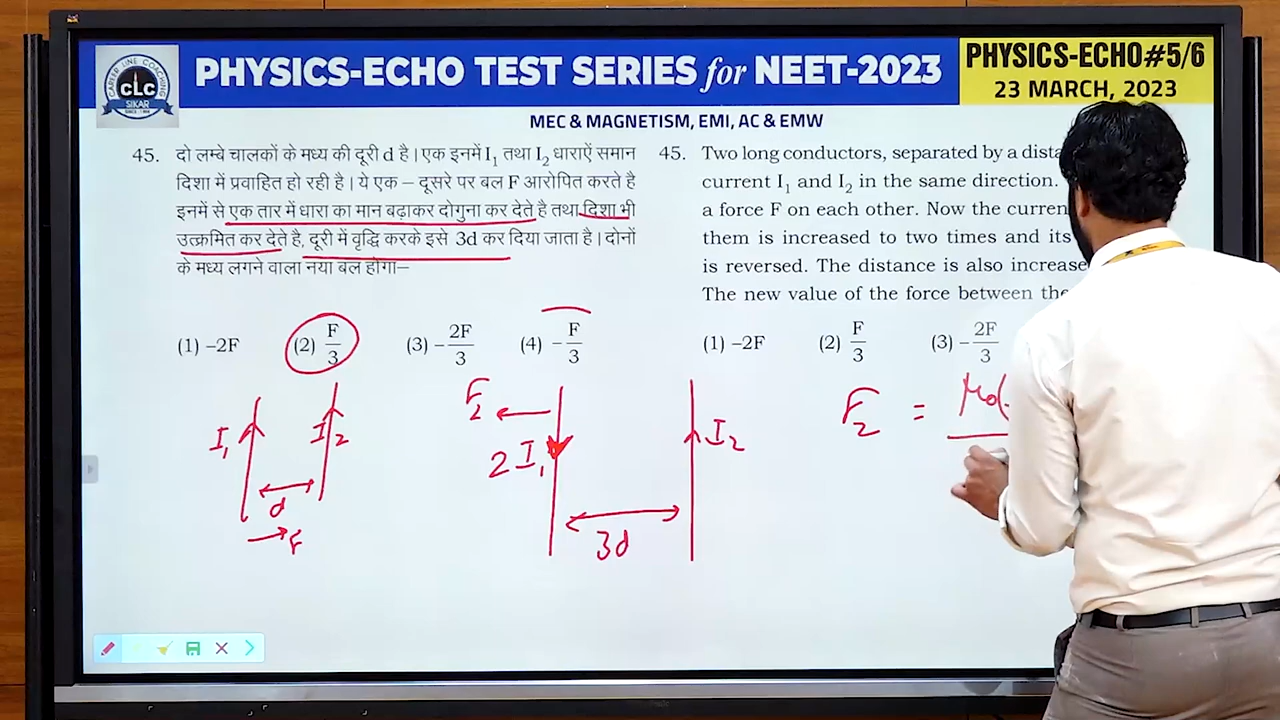 CAREER LINE COACHING
CLC
SIKAR
PHYSICS-ECHO TEST SERIES for NEET-2023
PHYSICS-ECHO#5/6
23 MARCH, 2023
MEC & MAGNETISM, EMI, AC & EMW
45. दो लम्बे चालकों के मध्य की दूरी d है। एक इनमें I₁ तथा I₂ धाराऐं समान
दिशा में प्रवाहित हो रही है। ये एक – दूसरे पर बल F आरोपित करते है
इनमें से एक तार में धारा का मान बढ़ाकर दोगुना कर देते है तथा दिशा भी
उत्क्रमित कर देते है, दूरी में वृद्धि करके इसे 3d कर दिया जाता है। दोनों
के मध्य लगने वाला नया बल होगा–
(1) –2F (2) F/3 (3) -2F/3 (4) -F/3
45. Two long conductors, separated by a
current I₁ and I₂ in the same direction.
a force F on each other. Now the
them is increased to two times and its
is reversed. The distance is also
The new value of the force between
(1) –2F (2) F/3 (3) -2F/3
I₁ I₂
d
F
F₂
2I₁ I₂
3d
F₂ = μ₀(